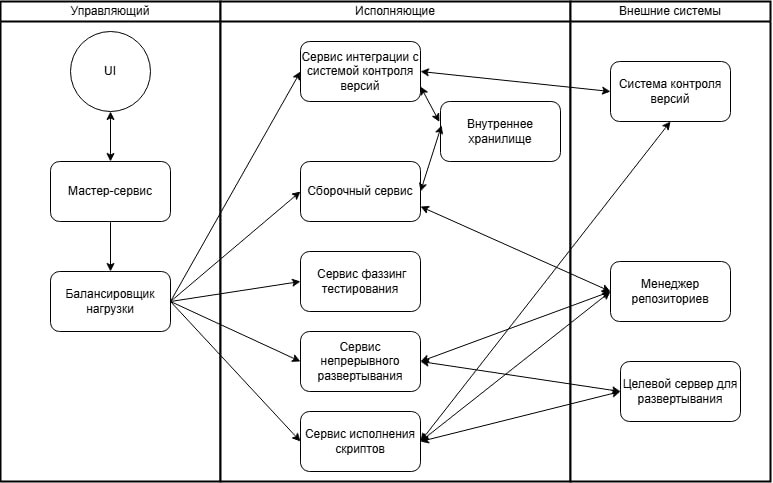 Управляющий
Исполняющие
Внешние системы
UI
Мастер-сервис
Балансировщик
нагрузки
Сервис интеграции с
системой контроля
версий
Внутреннее
хранилище
Сборочный сервис
Сервис фаззинг
тестирования
Сервис
непрерывного
развертывания
Сервис исполнения
скриптов
Система контроля
версий
Менеджер
репозиториев
Целевой сервер для
развертывания